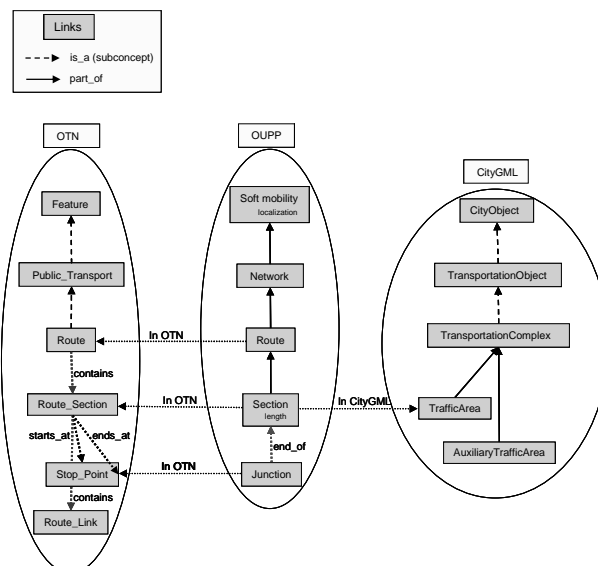 Links
is_a (subconcept)
part_of
OTN
OUPP
CityGML
Feature
Soft mobility
localization
CityObject
Public_Transport
Network
TransportationObject
Route
In OTN
Route
TransportationComplex
contains
Route_Section
In OTN
Section
length
In CityGML
TrafficArea
starts_at
ends_at
end_of
AuxiliaryTrafficArea
Stop_Point
In OTN
Junction
contains
Route_Link